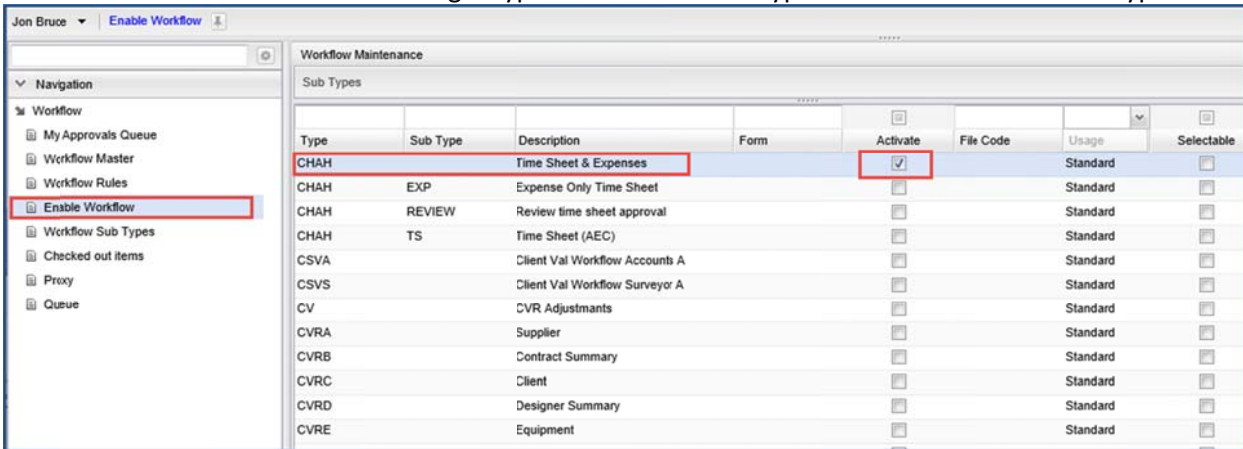 Jon Bruce Enable Workflow
Workflow Maintenance
Navigation
Sub Types
Workflow
My Approvals Queue
Workflow Master
Workflow Rules
Enable Workflow
Workflow Sub Types
Checked out items
Proxy
Queue
Type Sub Type Description Form Activate File Code Usage Selectable
CHAH Time Sheet & Expenses Standard
CHAH EXP Expense Only Time Sheet Standard
CHAH REVIEW Review time sheet approval Standard
CHAH TS Time Sheet (AEC) Standard
CSVA Client Val Workflow Accounts A Standard
CSVS Client Val Workflow Surveyor A Standard
CV CVR Adjustmants Standard
CVRA Supplier Standard
CVRB Contract Summary Standard
CVRC Client Standard
CVRD Designer Summary Standard
CVRE Equipment Standard